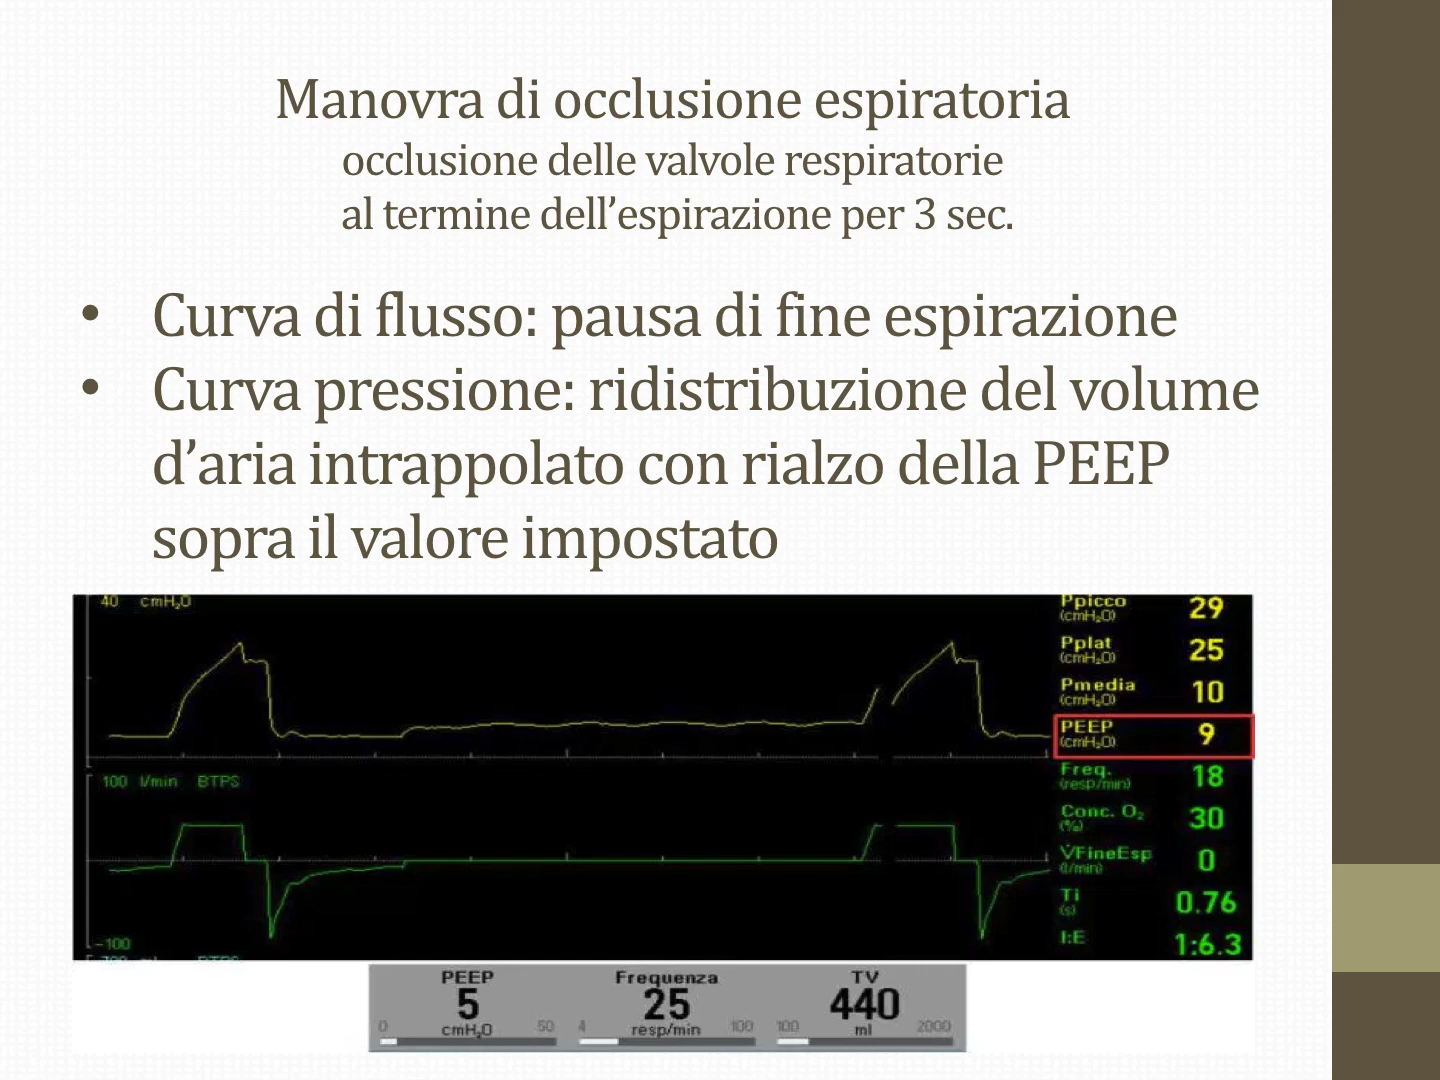 Manovra di occlusione espiratoria
occlusione delle valvole respiratorie
al termine dell’espirazione per 3 sec.
• Curva di flusso: pausa di fine espirazione
• Curva pressione: ridistribuzione del volume
d’aria intrappolato con rialzo della PEEP
sopra il valore impostato
40 cmH₂O
Ppicco 29
(cmH₂O)
Pplat 25
(cmH₂O)
Pmedia 10
(cmH₂O)
PEEP 9
(cmH₂O)
100 l/min BTPS
Freq. 18
(resp/min)
Conc. O₂ 30
(%)
V̇FineEsp 0
(l/min)
Ti 0.76
(s)
-100
I:E 1:6.3
PEEP Frequenza TV
5 25 440
0 cmH₂O 50 4 resp/min 100 100 ml 2000